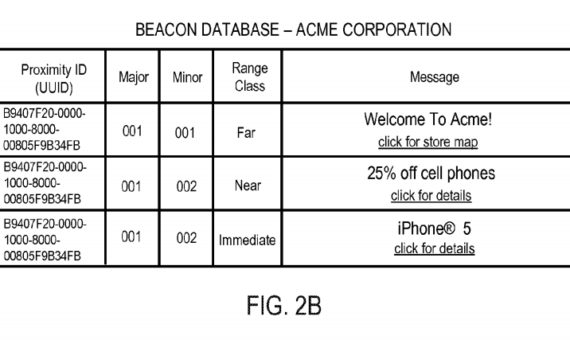 BEACON DATABASE – ACME CORPORATION
Proximity ID (UUID) Major Minor Range Class Message
B9407F20-0000-
1000-8000-
00805F9B34FB
001 001 Far
Welcome To Acme!
click for store map
B9407F20-0000-
1000-8000-
00805F9B34FB
001 002 Near
25% off cell phones
click for details
B9407F20-0000-
1000-8000-
00805F9B34FB
001 002 Immediate
iPhone® 5
click for details
FIG. 2B